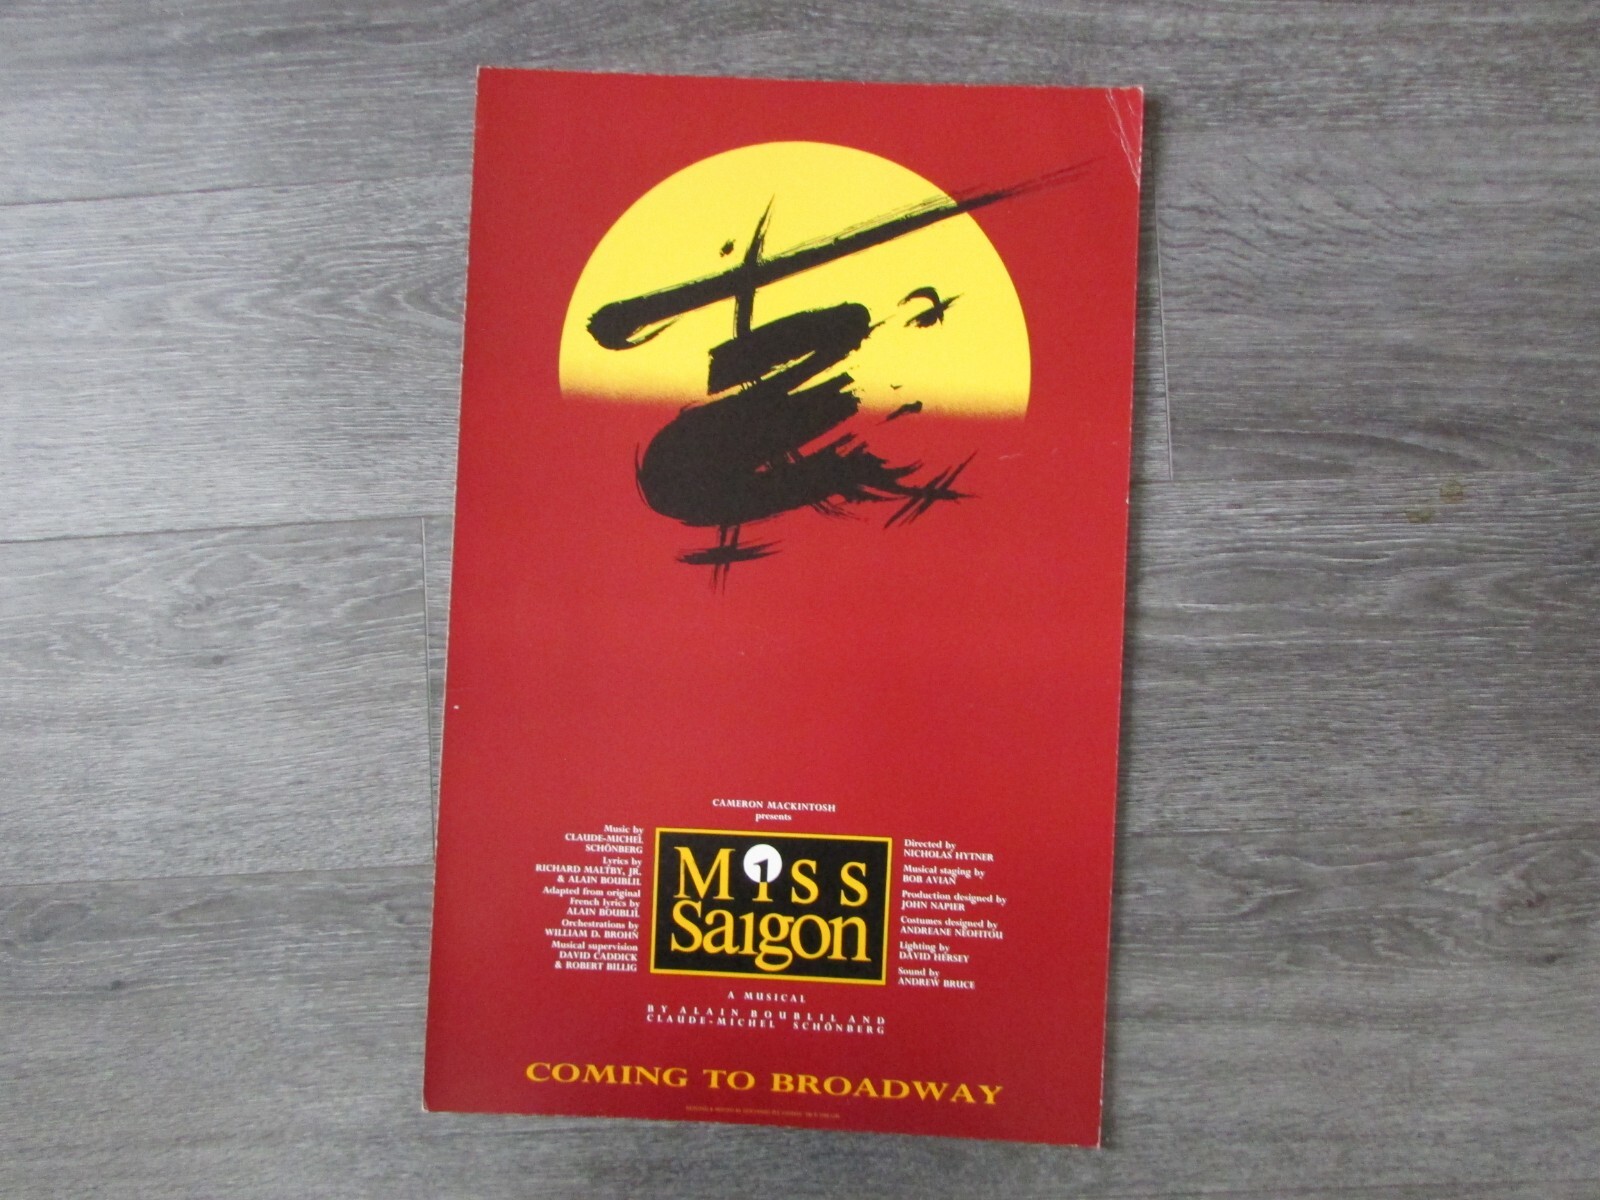 CAMERON MACKINTOSH
presents
Music by
CLAUDE-MICHEL
SCHÖNBERG
Lyrics by
RICHARD MALTBY, JR.
& ALAIN BOUBLIL
Adapted from original
French lyrics by
ALAIN BOUBLIL
Orchestrations by
WILLIAM D. BROHN
Musical supervision
DAVID CADDICK
& ROBERT BILLIG
Miss
Saigon
Directed by
NICHOLAS HYTNER
Musical staging by
BOB AVIAN
Production designed by
JOHN NAPIER
Costumes designed by
ANDREANE NEOFITOU
Lighting by
DAVID HERSEY
Sound by
ANDREW BRUCE
A MUSICAL
BY ALAIN BOUBLIL AND
CLAUDE-MICHEL SCHÖNBERG
COMING TO BROADWAY